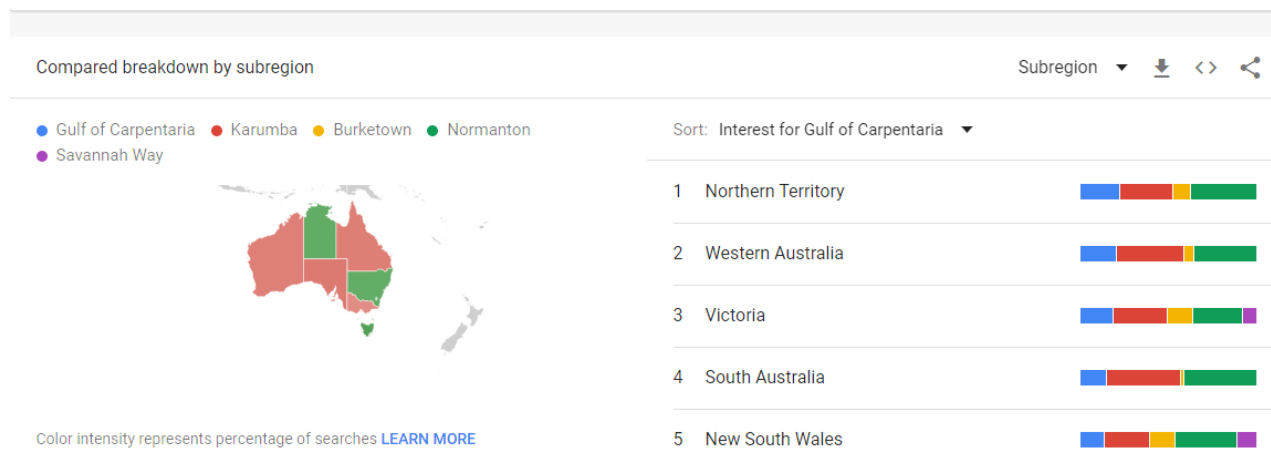 Compared breakdown by subregion
Subregion
Gulf of Carpentaria Karumba Burketown Normanton
Savannah Way
Sort: Interest for Gulf of Carpentaria
1 Northern Territory
2 Western Australia
3 Victoria
4 South Australia
5 New South Wales
Color intensity represents percentage of searches LEARN MORE